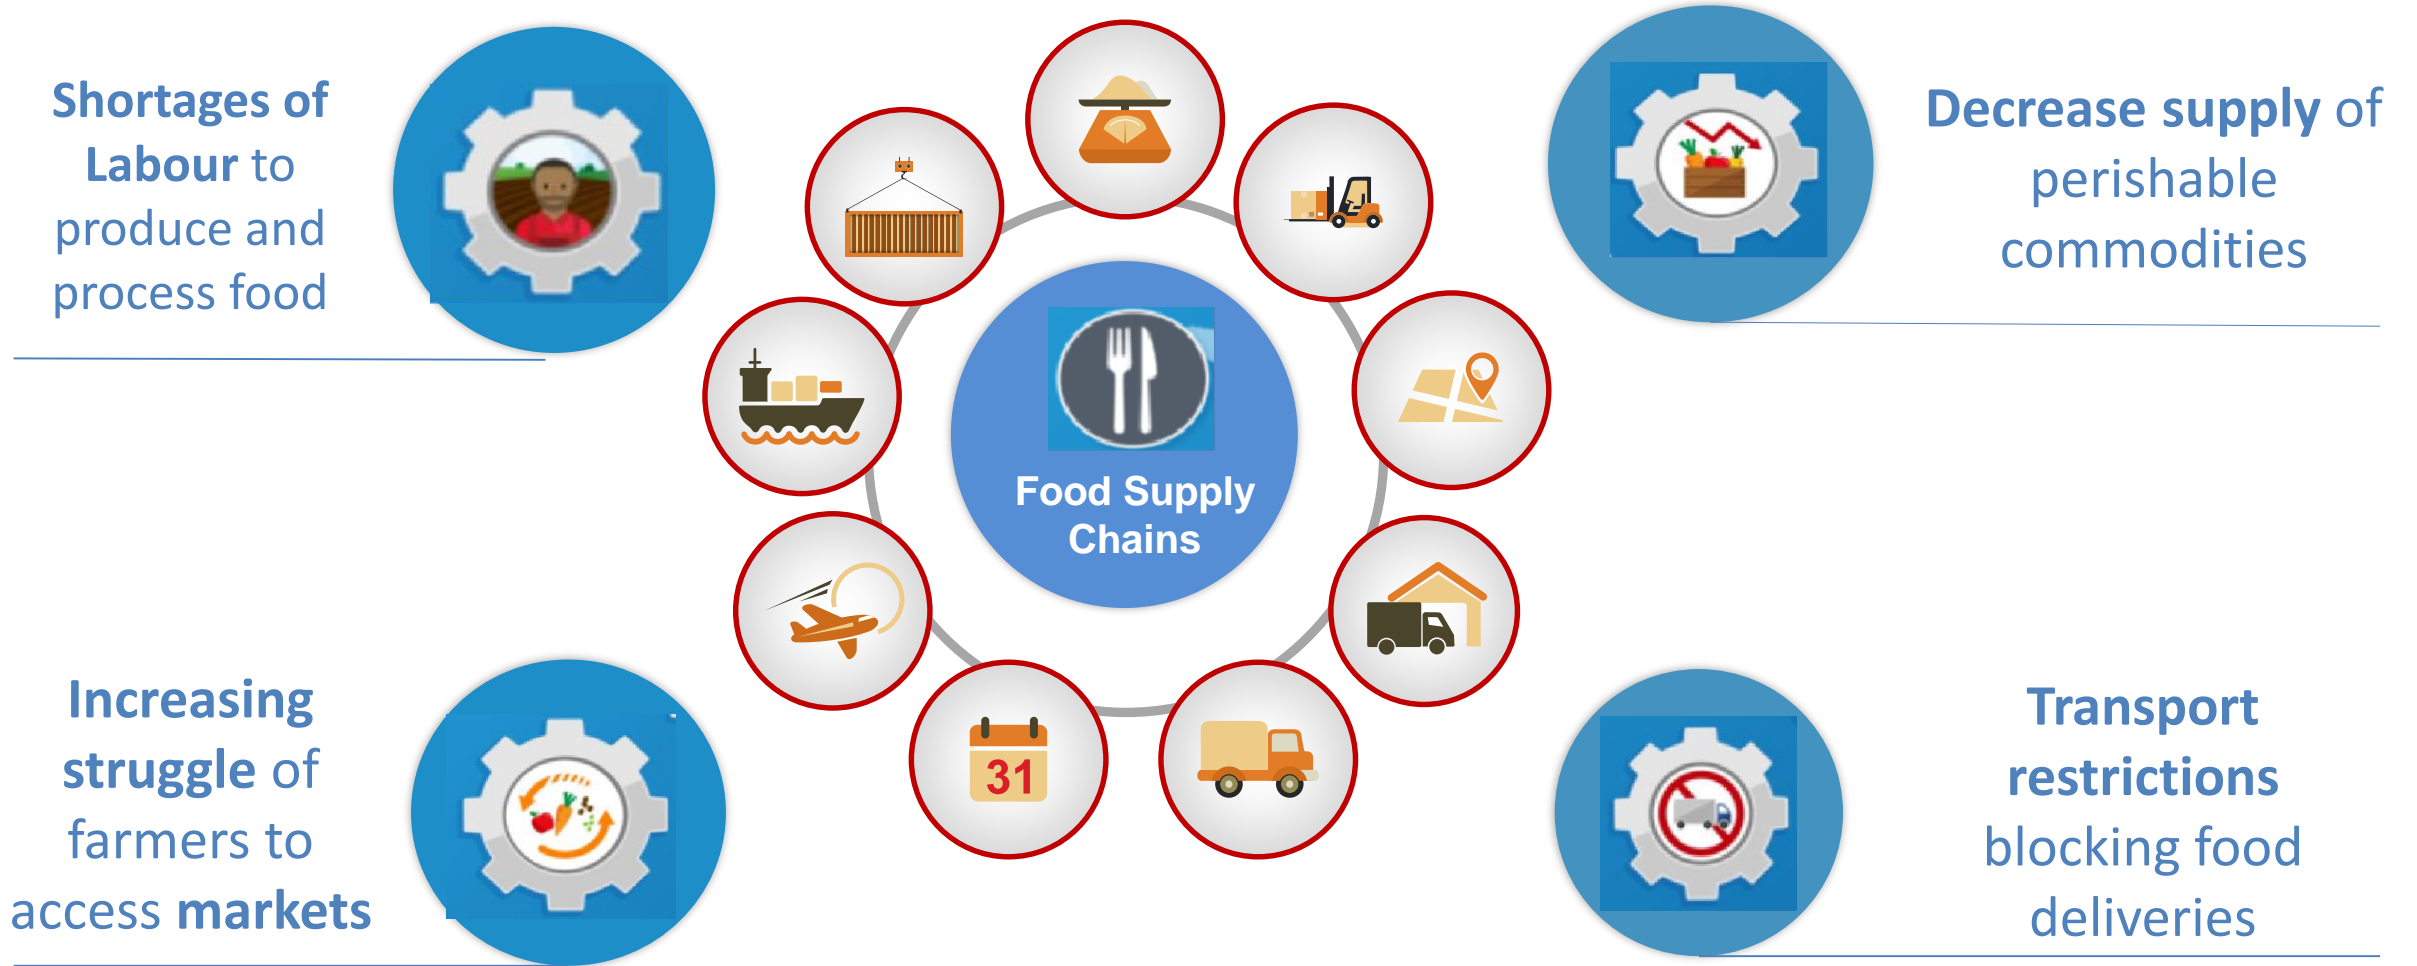 Shortages of
Labour to
produce and
process food
Decrease supply of
perishable
commodities
Food Supply
Chains
31
Increasing
struggle of
farmers to
access markets
Transport
restrictions
blocking food
deliveries